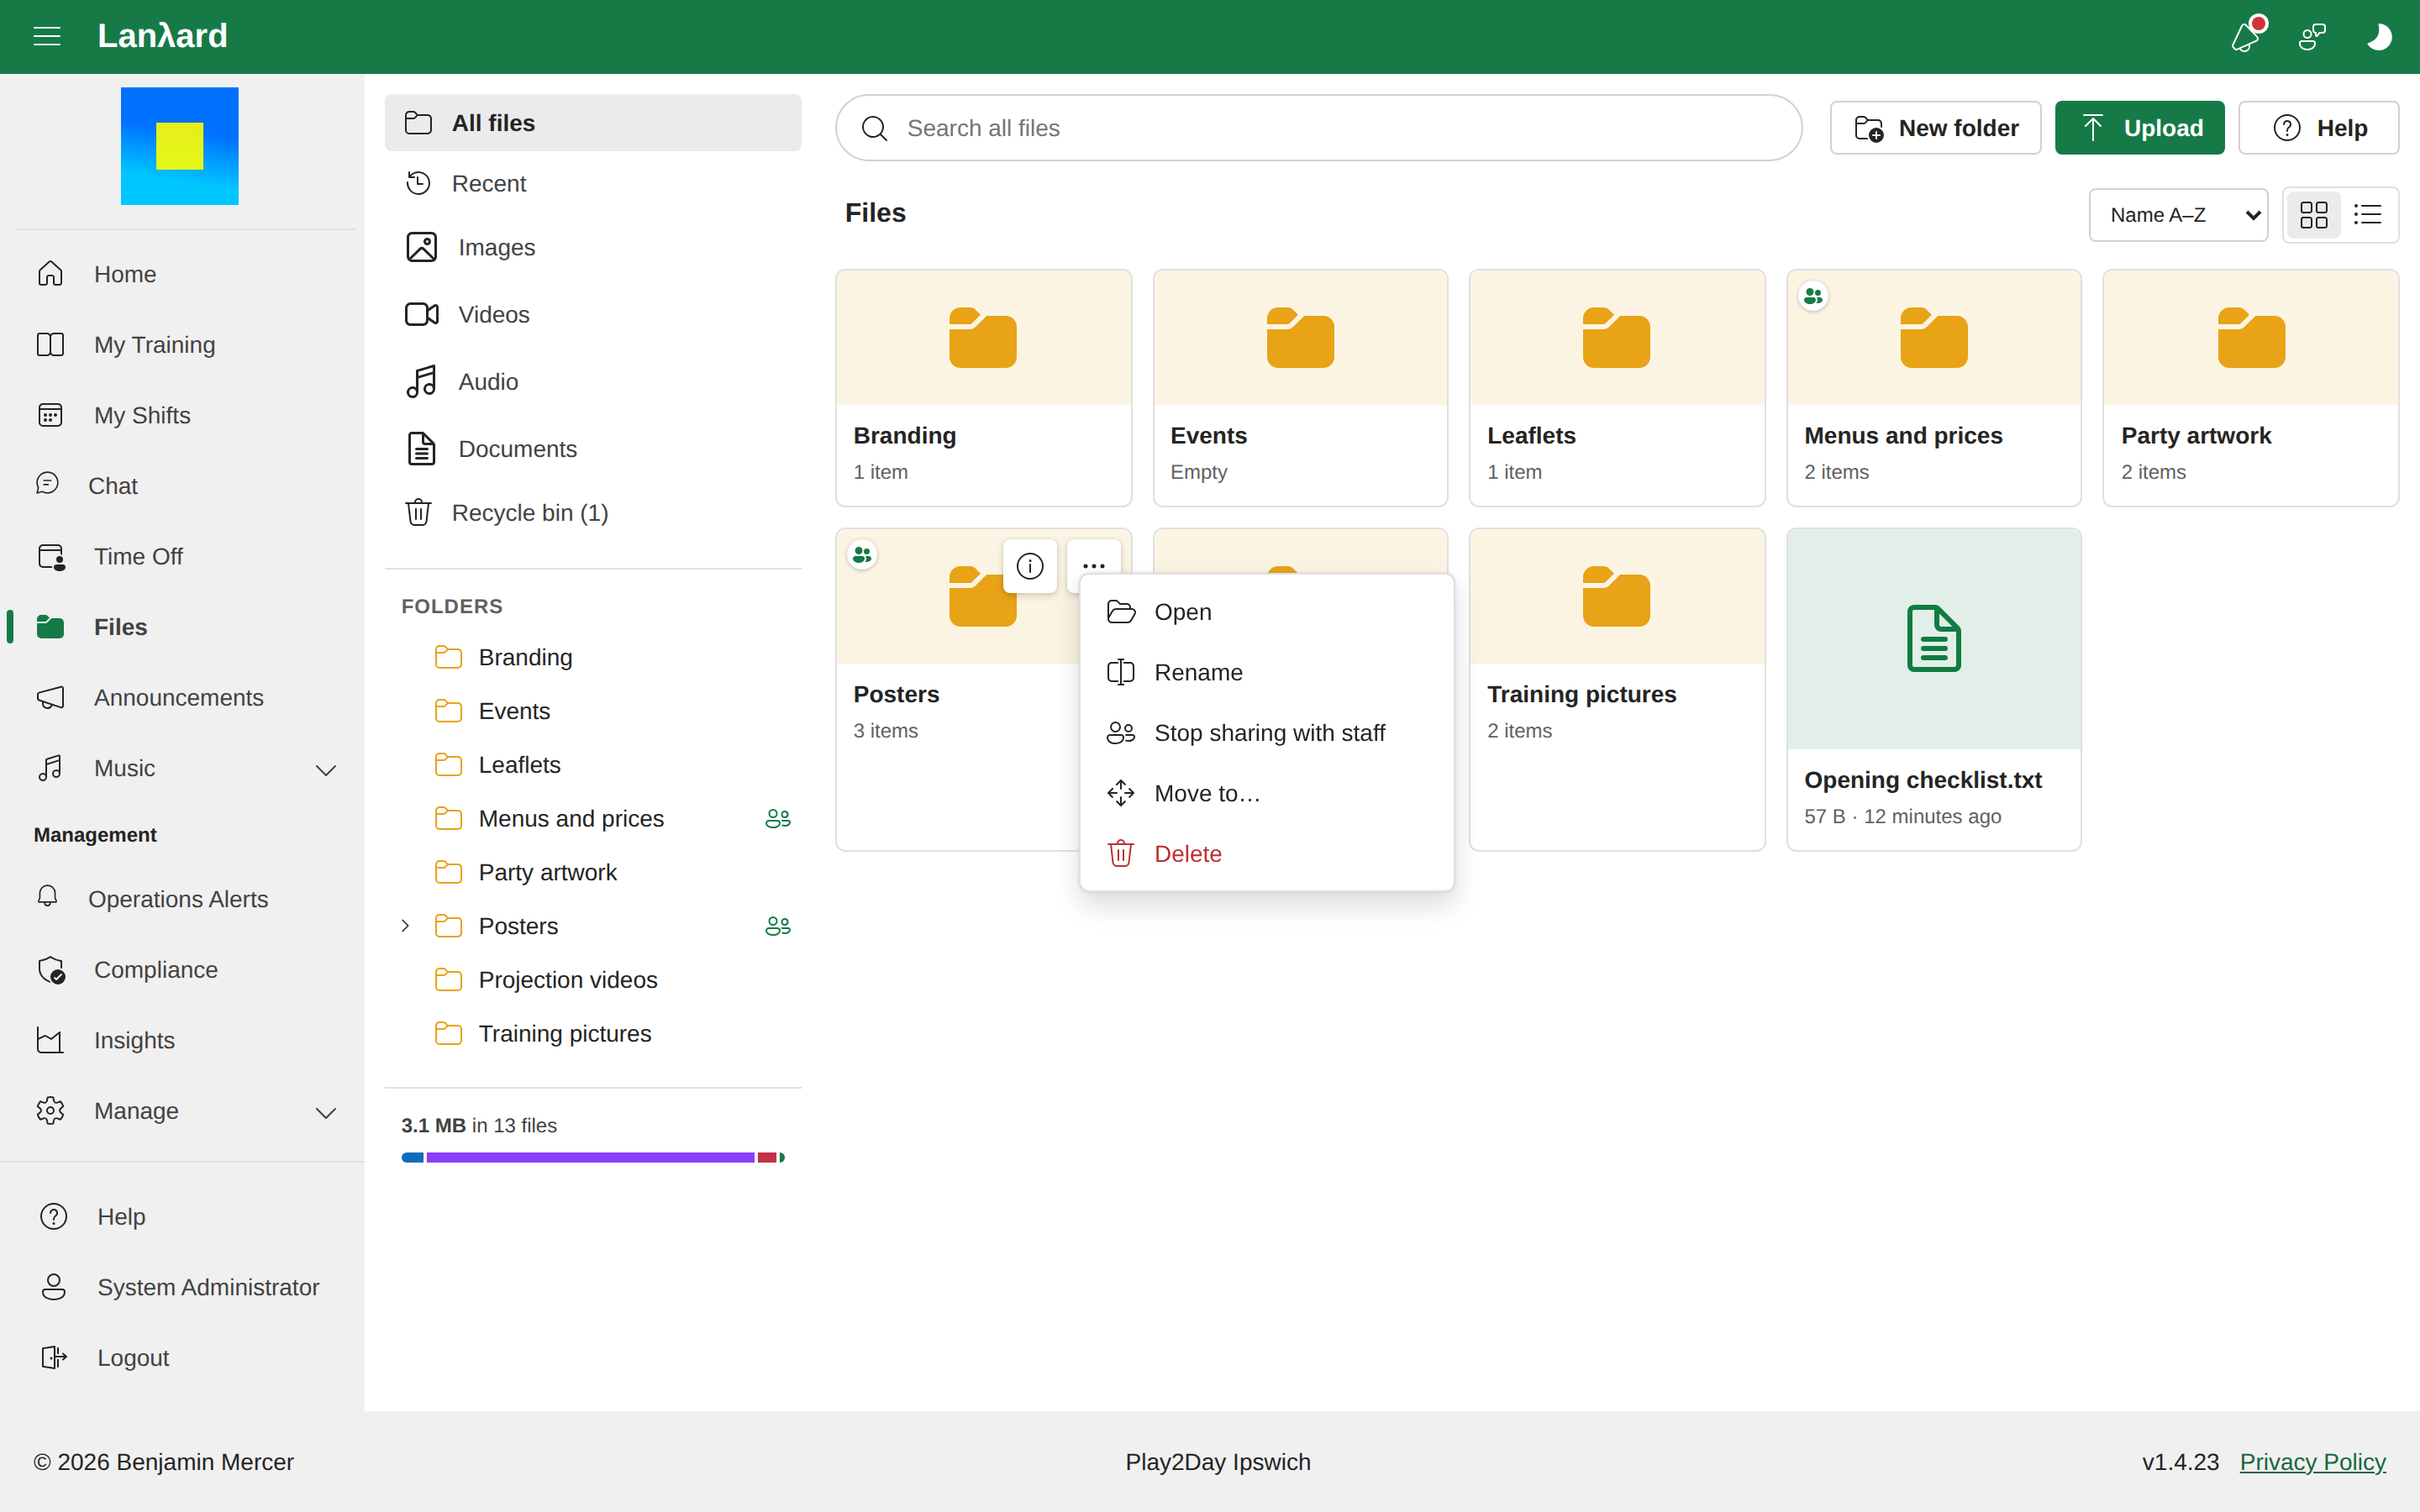 Lanλard
Home
My Training
My Shifts
Chat
Time Off
Files
Announcements
Music
Management
Operations Alerts
Compliance
Insights
Manage
Help
System Administrator
Logout
All files
Recent
Images
Videos
Audio
Documents
Recycle bin (1)
FOLDERS
Branding
Events
Leaflets
Menus and prices
Party artwork
Posters
Projection videos
Training pictures
3.1 MB in 13 files
Search all files
New folder
Upload
Help
Files
Name A–Z
Branding
1 item
Events
Empty
Leaflets
1 item
Menus and prices
2 items
Party artwork
2 items
Posters
3 items
Open
Rename
Stop sharing with staff
Move to…
Delete
Training pictures
2 items
Opening checklist.txt
57 B · 12 minutes ago
© 2026 Benjamin Mercer
Play2Day Ipswich
v1.4.23
Privacy Policy